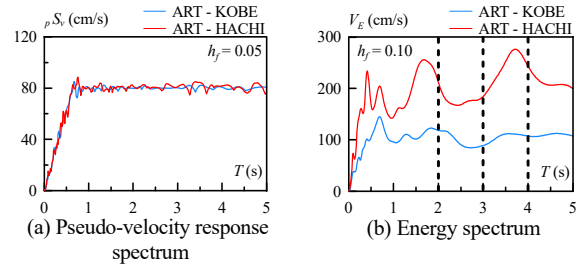 pSv (cm/s)
ART - KOBE
ART - HACHI
hf = 0.05
120
80
40
0
T (s)
0 1 2 3 4 5
(a) Pseudo-velocity response
spectrum
VE (cm/s)
ART - KOBE
ART - HACHI
hf = 0.10
300
200
100
0
T (s)
0 1 2 3 4 5
(b) Energy spectrum